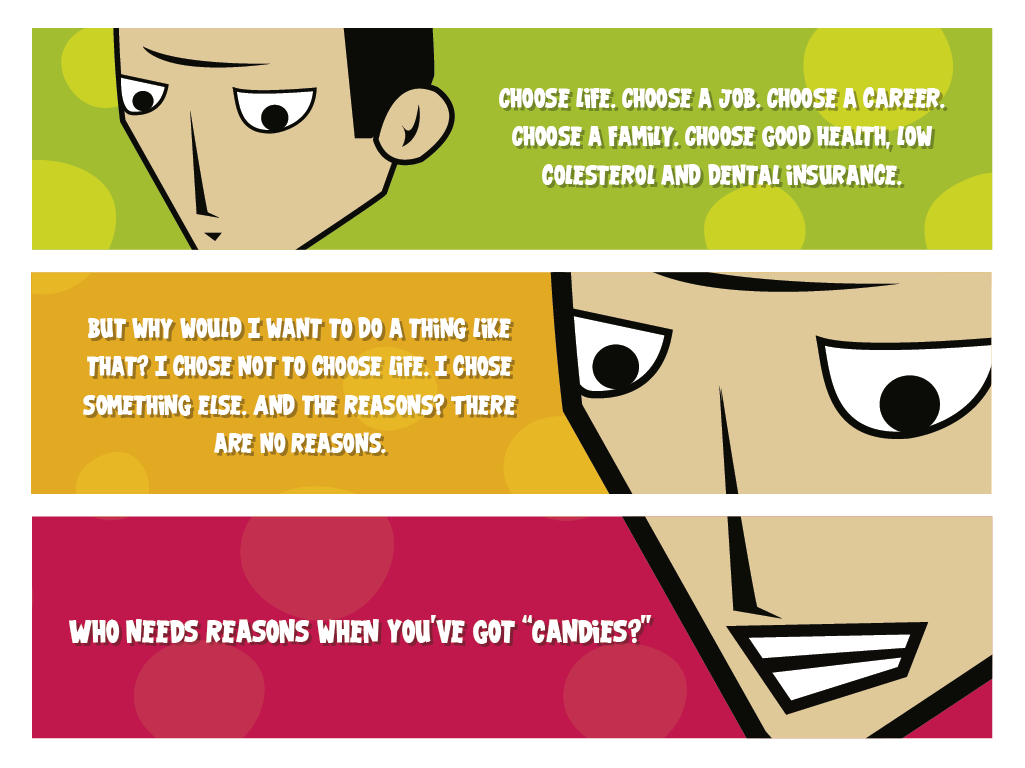 CHOOSE LiFE. CHOOSE A JOB. CHOOSE A CAREER.
CHOOSE A FAMiLY. CHOOSE GOOD HEALTH, LOW
COLESTEROL AND DENTAL iNSURANCE.
BUT WHY WOULD I WANT TO DO A THiNG LiKE
THAT? I CHOSE NOT TO CHOOSE LiFE. I CHOSE
SOMETHiNG ELSE. AND THE REASONS? THERE
ARE NO REASONS.
WHO NEEDS REASONS WHEN YOU'VE GOT “CANDiES?”